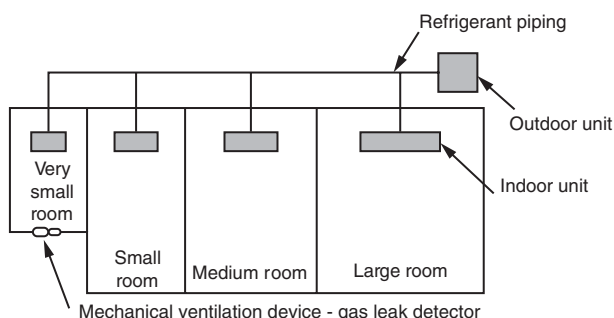 Refrigerant piping
Outdoor unit
Indoor unit
Very
small
room
Small
room
Medium room
Large room
Mechanical ventilation device - gas leak detector